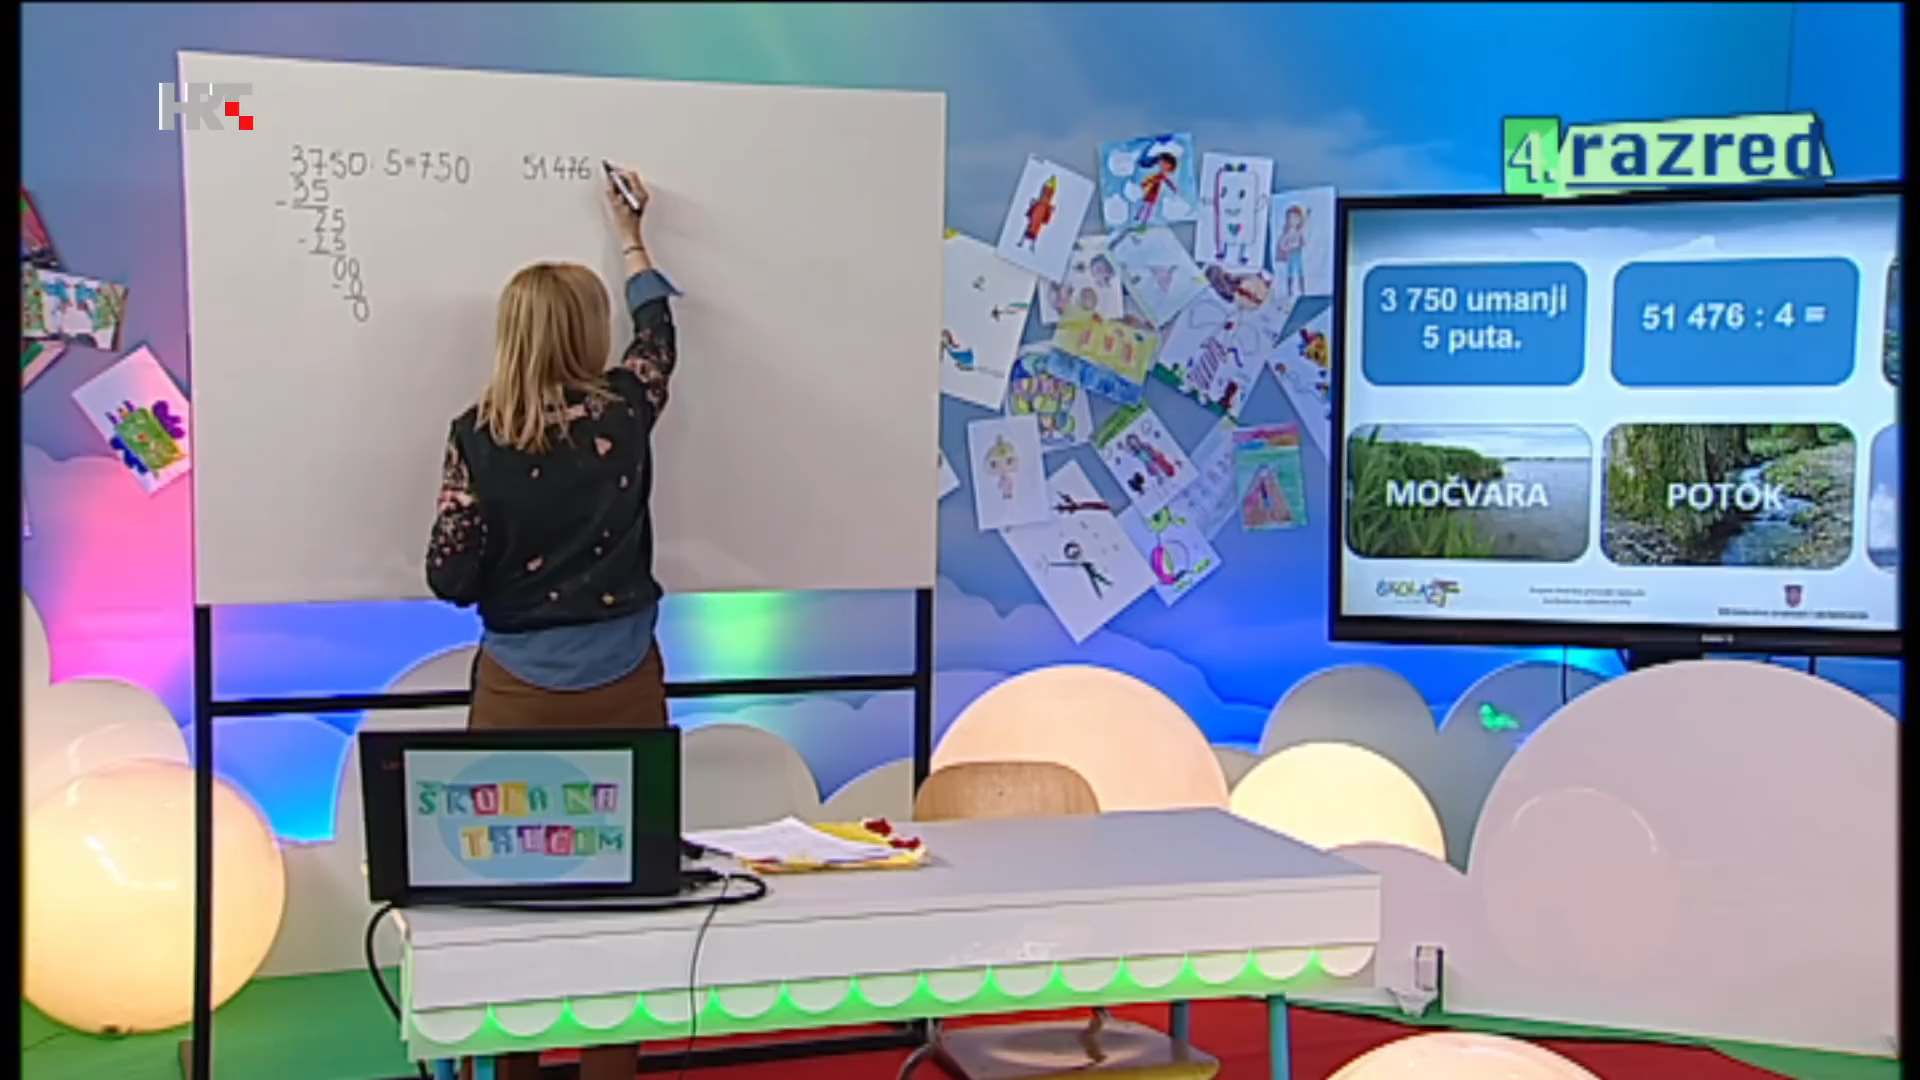 HRT
4. razred
3750 : 5 = 750
- 35
25
- 25
00
- 0
0
51 476
3 750 umanji
5 puta.
51 476 : 4 =
MOČVARA
POTOK
ŠKOLA NA
TREĆEM